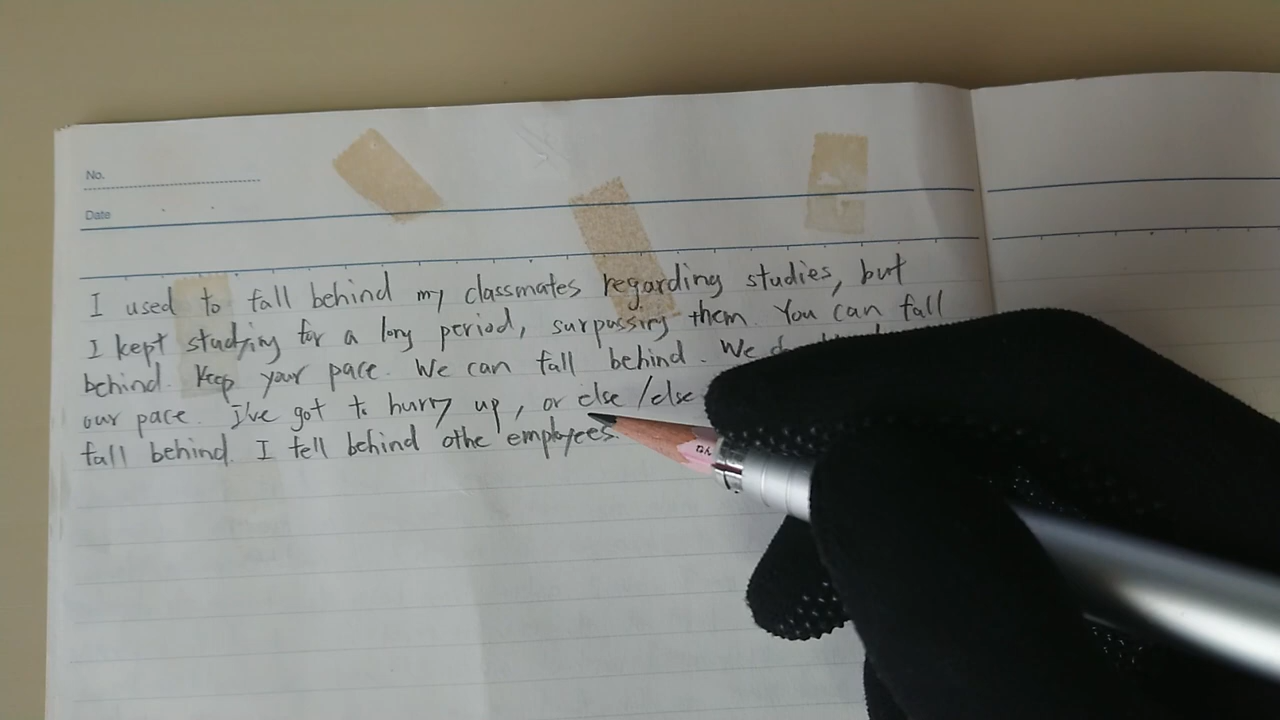 No.
Date
I used to fall behind my classmates regarding studies, but
I kept studying for a long period, surpassing them. You can fall
behind. Keep your pace. We can fall behind. We
our pace. I've got to hurry up, or else / else
fall behind. I fell behind othe employees.
なん